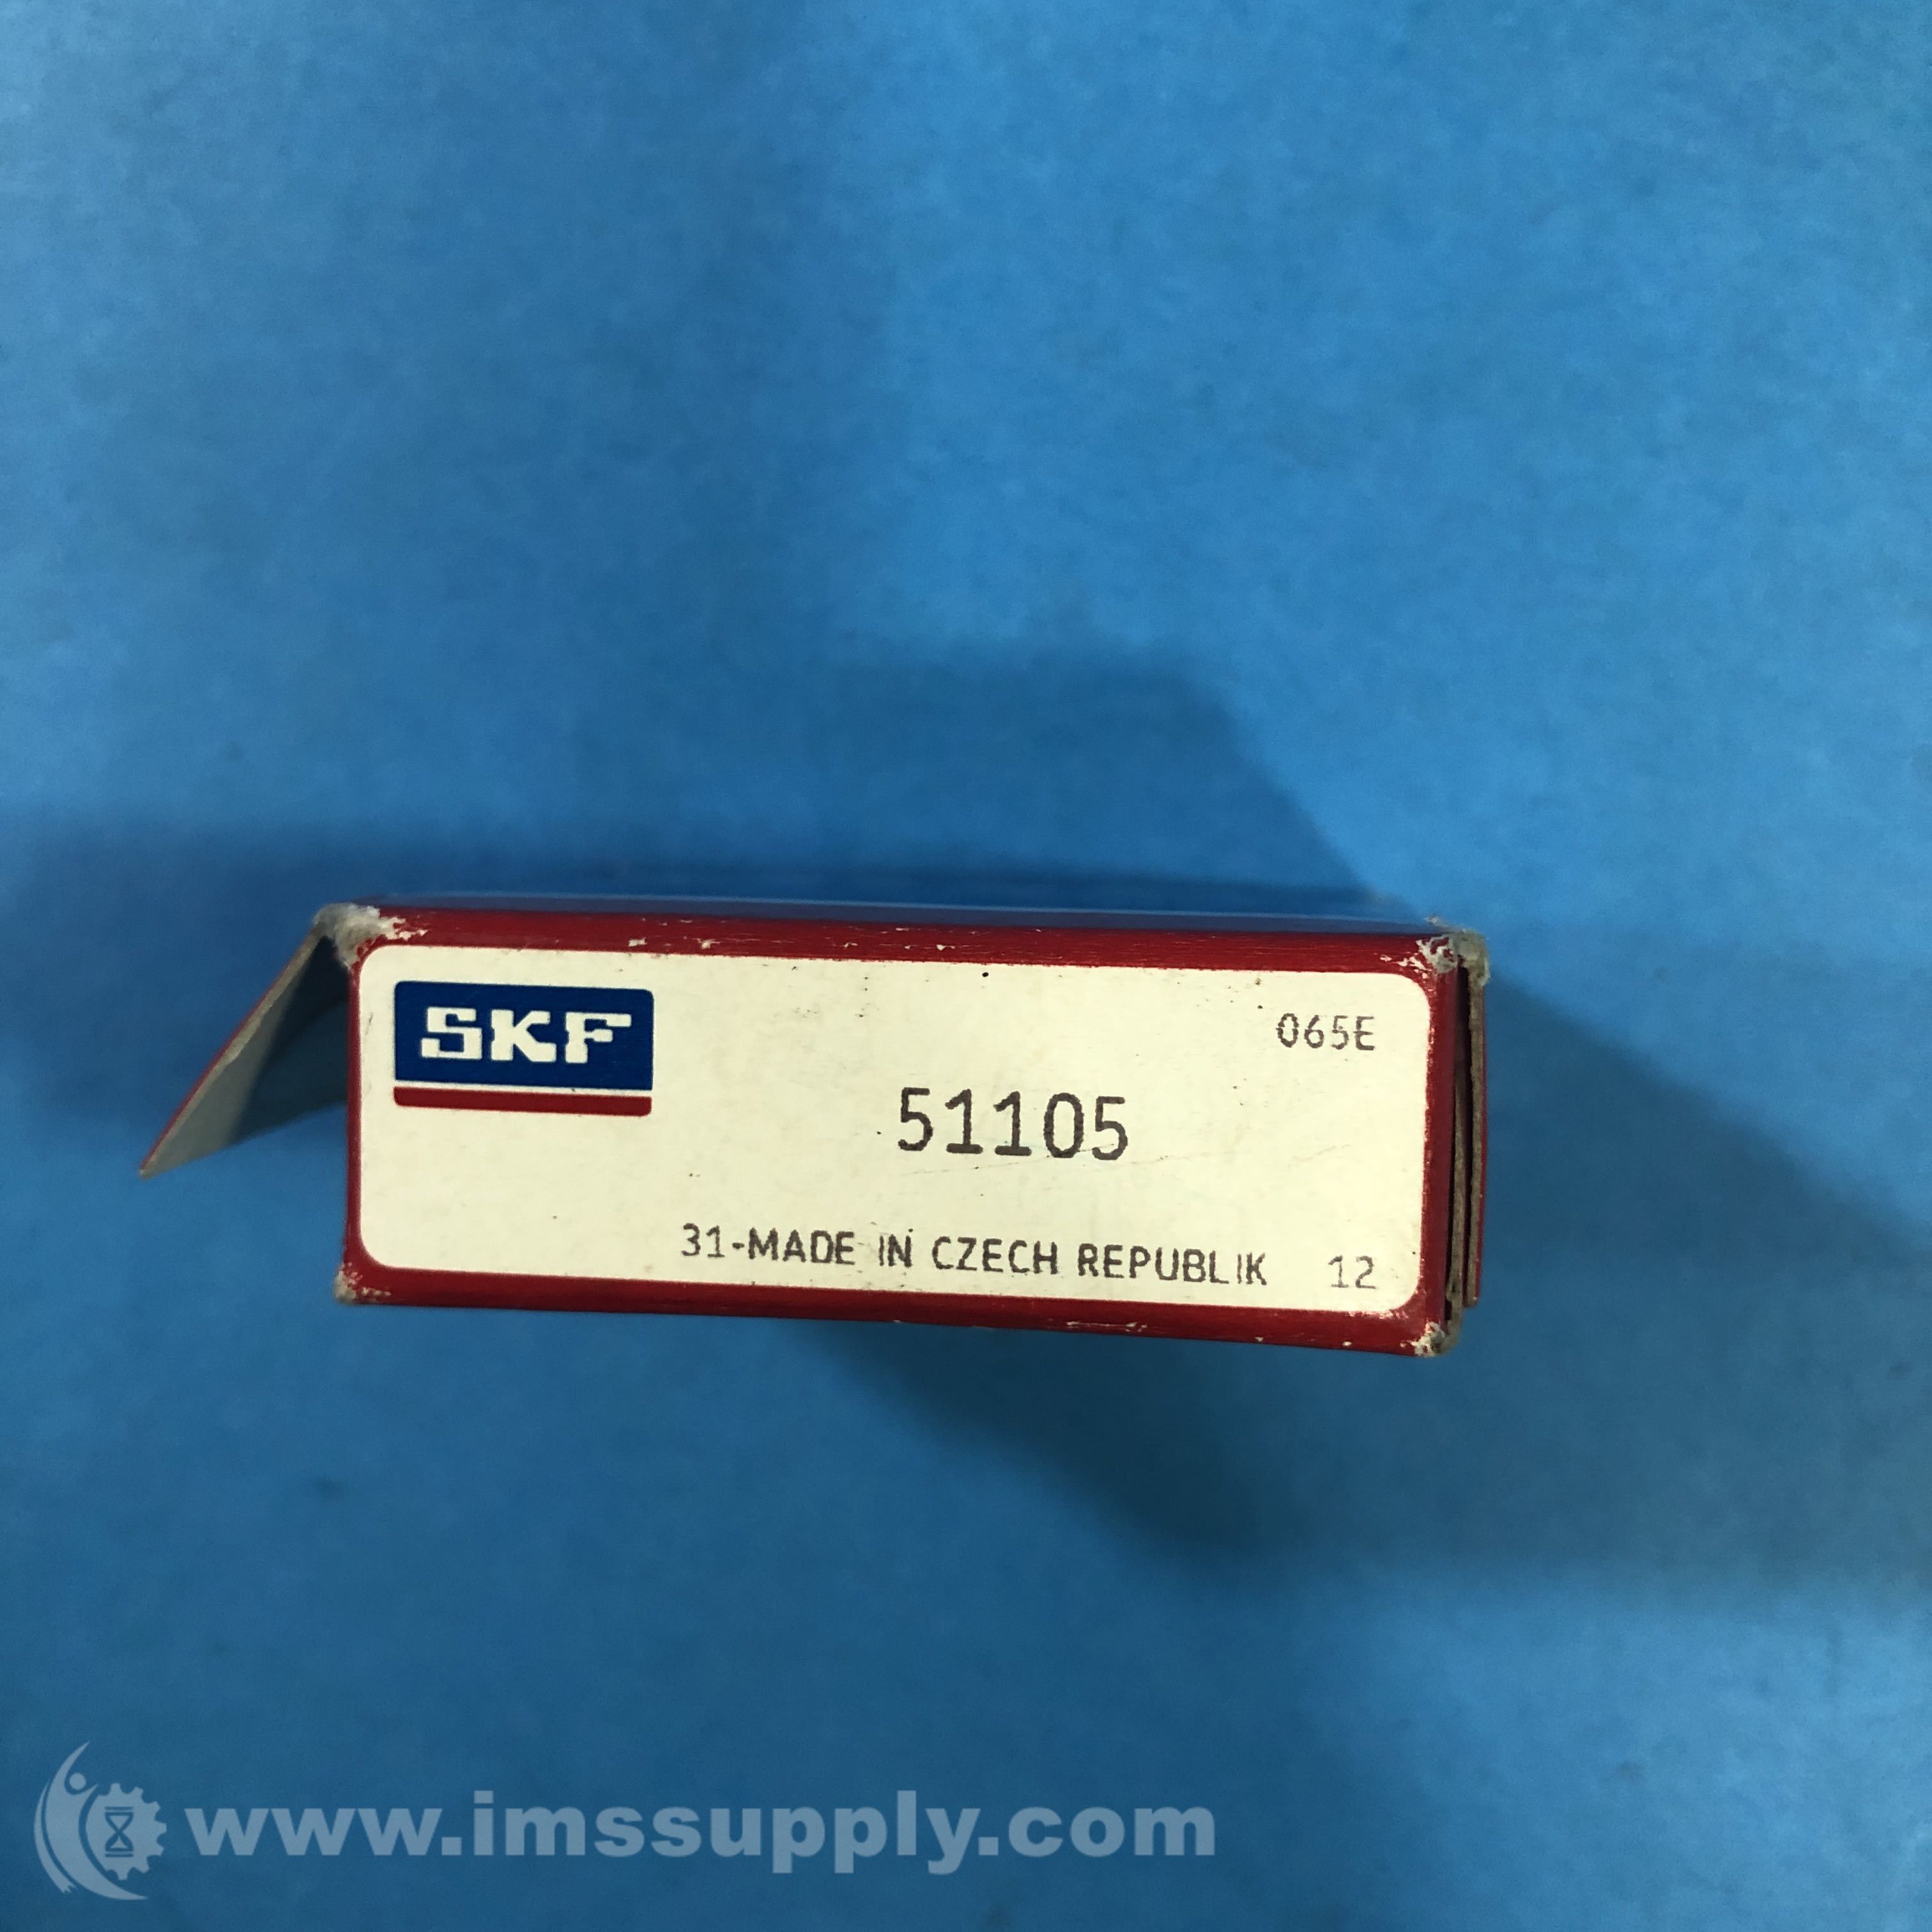 SKF
065E
51105
31-MADE IN CZECH REPUBLIK 12
www.imssupply.com